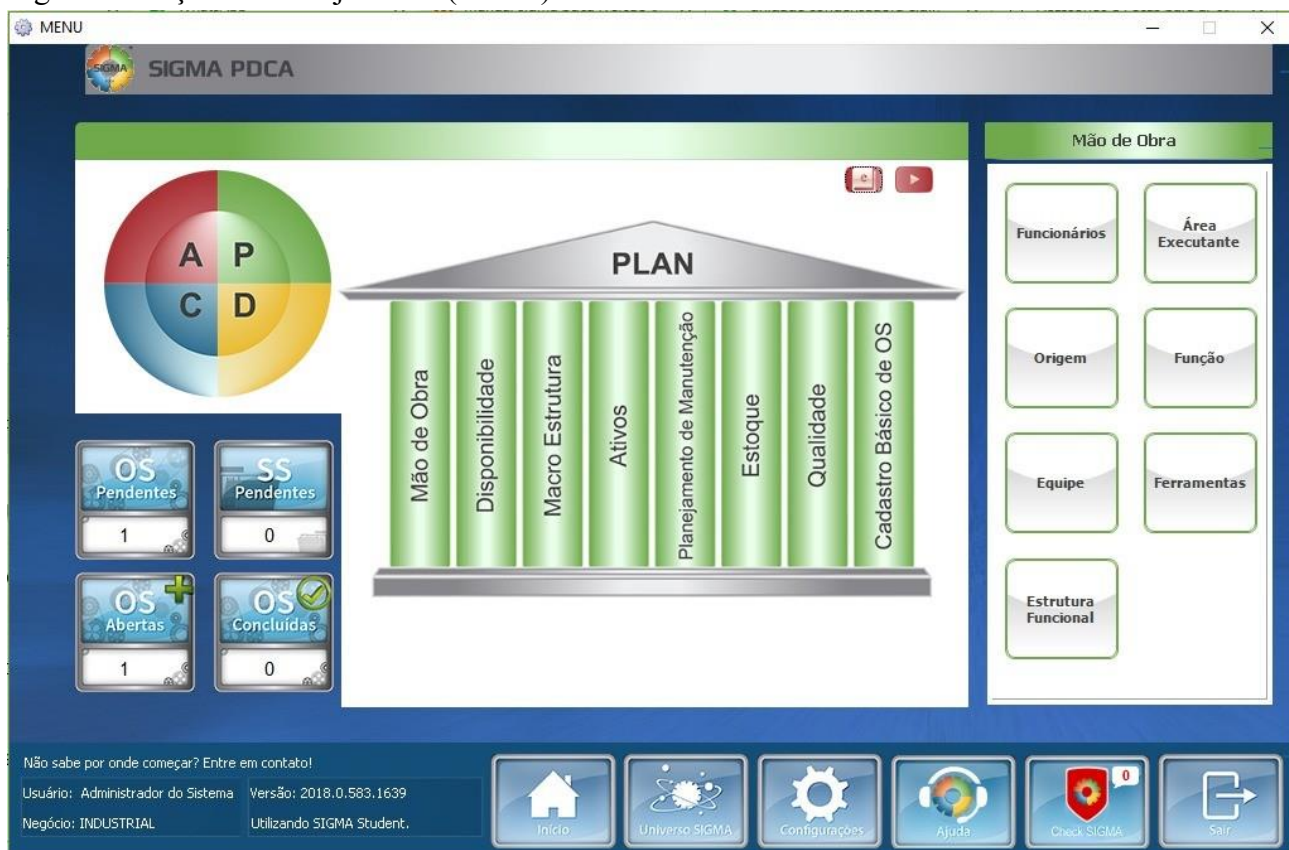 MENU
SIGMA
SIGMA PDCA
A P
C D
PLAN
Mão de Obra
Disponibilidade
Macro Estrutura
Ativos
Planejamento de Manutenção
Estoque
Qualidade
Cadastro Básico de OS
OS
Pendentes
1
SS
Pendentes
0
OS
Abertas
1
OS
Concluídas
0
Mão de Obra
Funcionários
Área
Executante
Origem
Função
Equipe
Ferramentas
Estrutura
Funcional
Não sabe por onde começar? Entre em contato!
Usuário: Administrador do Sistema
Versão: 2018.0.583.1639
Negócio: INDUSTRIAL
Utilizando SIGMA Student.
Início
Universo SIGMA
Configurações
Ajuda
0
Check SIGMA
Sair